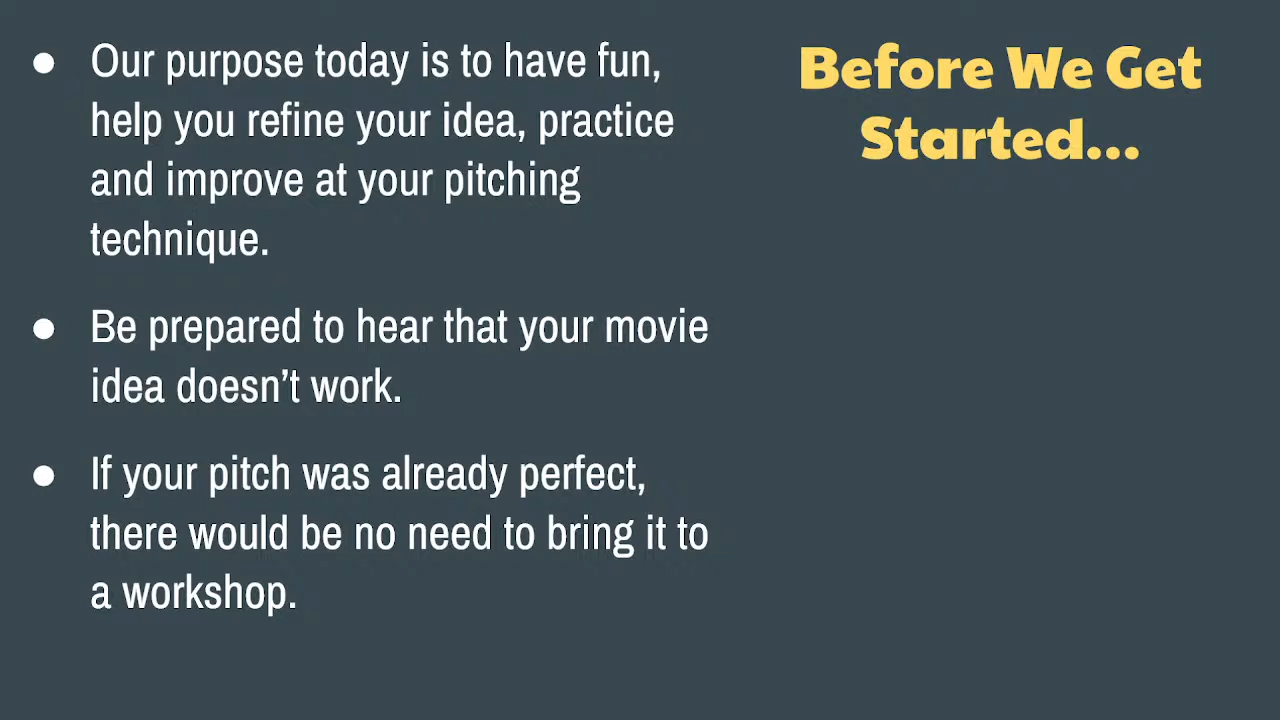 Before We Get
Started...
● Our purpose today is to have fun,
help you refine your idea, practice
and improve at your pitching
technique.
● Be prepared to hear that your movie
idea doesn’t work.
● If your pitch was already perfect,
there would be no need to bring it to
a workshop.